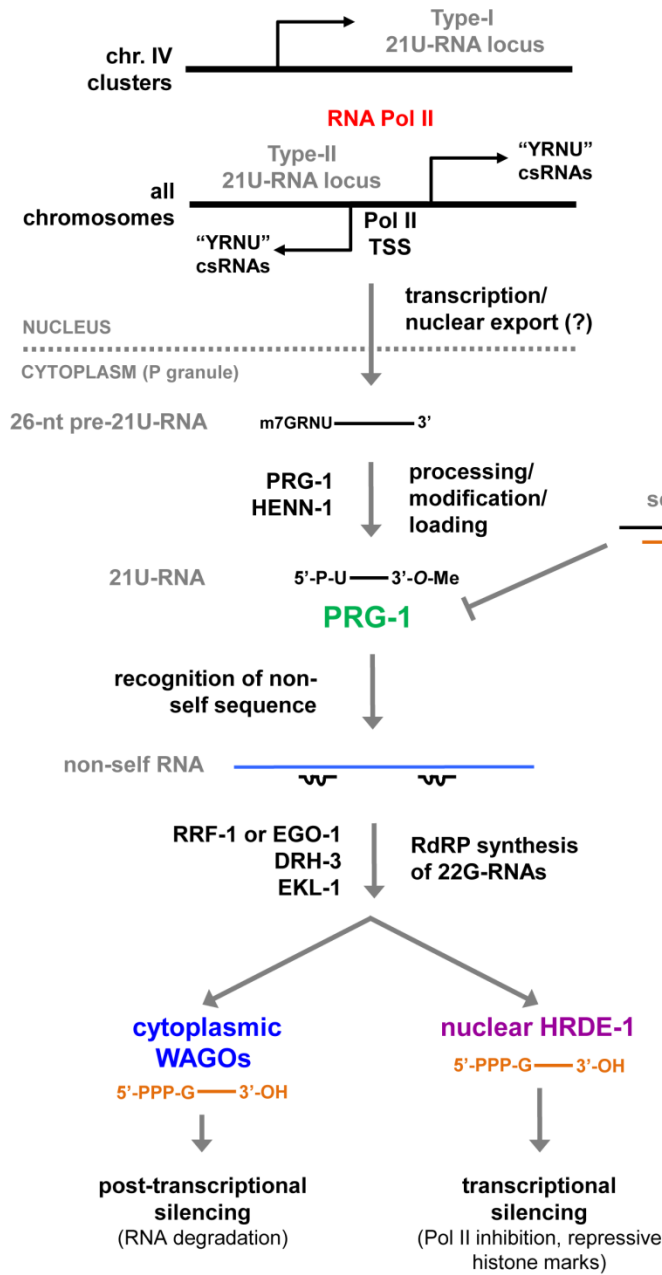 Type-I
21U-RNA locus
chr. IV
clusters
RNA Pol II
"YRNU"
csRNAs
Type-II
21U-RNA locus
all
chromosomes
Pol II
TSS
"YRNU"
csRNAs
transcription/
nuclear export (?)
NUCLEUS
CYTOPLASM (P granule)
26-nt pre-21U-RNA
m7GRNU 3'
PRG-1
HENN-1
processing/
modification/
loading
21U-RNA
5'-P-U 3'-O-Me
PRG-1
recognition of non-
self sequence
non-self RNA
RRF-1 or EGO-1
DRH-3
EKL-1
RdRP synthesis
of 22G-RNAs
cytoplasmic
WAGOs
5'-PPP-G 3'-OH
nuclear HRDE-1
5'-PPP-G 3'-OH
post-transcriptional
silencing
(RNA degradation)
transcriptional
silencing
(Pol II inhibition, repressive
histone marks)